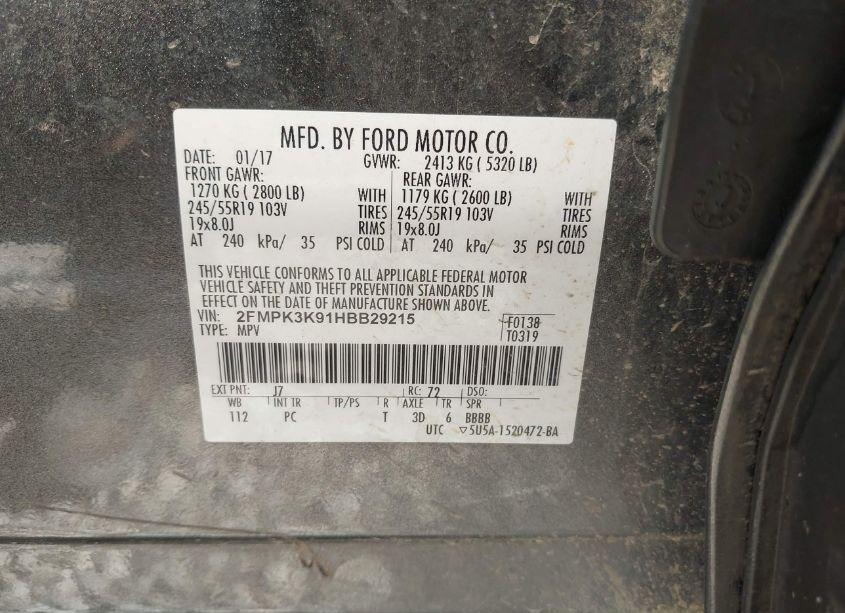 MFD. BY FORD MOTOR CO.
DATE: 01/17 GVWR: 2413 KG ( 5320 LB)
FRONT GAWR: REAR GAWR:
1270 KG ( 2800 LB) WITH 1179 KG ( 2600 LB) WITH
245/55R19 103V TIRES 245/55R19 103V TIRES
19x8.0J RIMS 19x8.0J RIMS
AT 240 kPa/ 35 PSI COLD AT 240 kPa/ 35 PSI COLD
THIS VEHICLE CONFORMS TO ALL APPLICABLE FEDERAL MOTOR
VEHICLE SAFETY AND THEFT PREVENTION STANDARDS IN
EFFECT ON THE DATE OF MANUFACTURE SHOWN ABOVE.
VIN: 2FMPK3K91HBB29215 F0138
TYPE: MPV T0319
EXT PNT: J7 RC: 72 DSO:
WB INT TR TP/PS R AXLE TR SPR
112 PC T 3D 6 BBBB
UTC ▽5U5A-1520472-BA